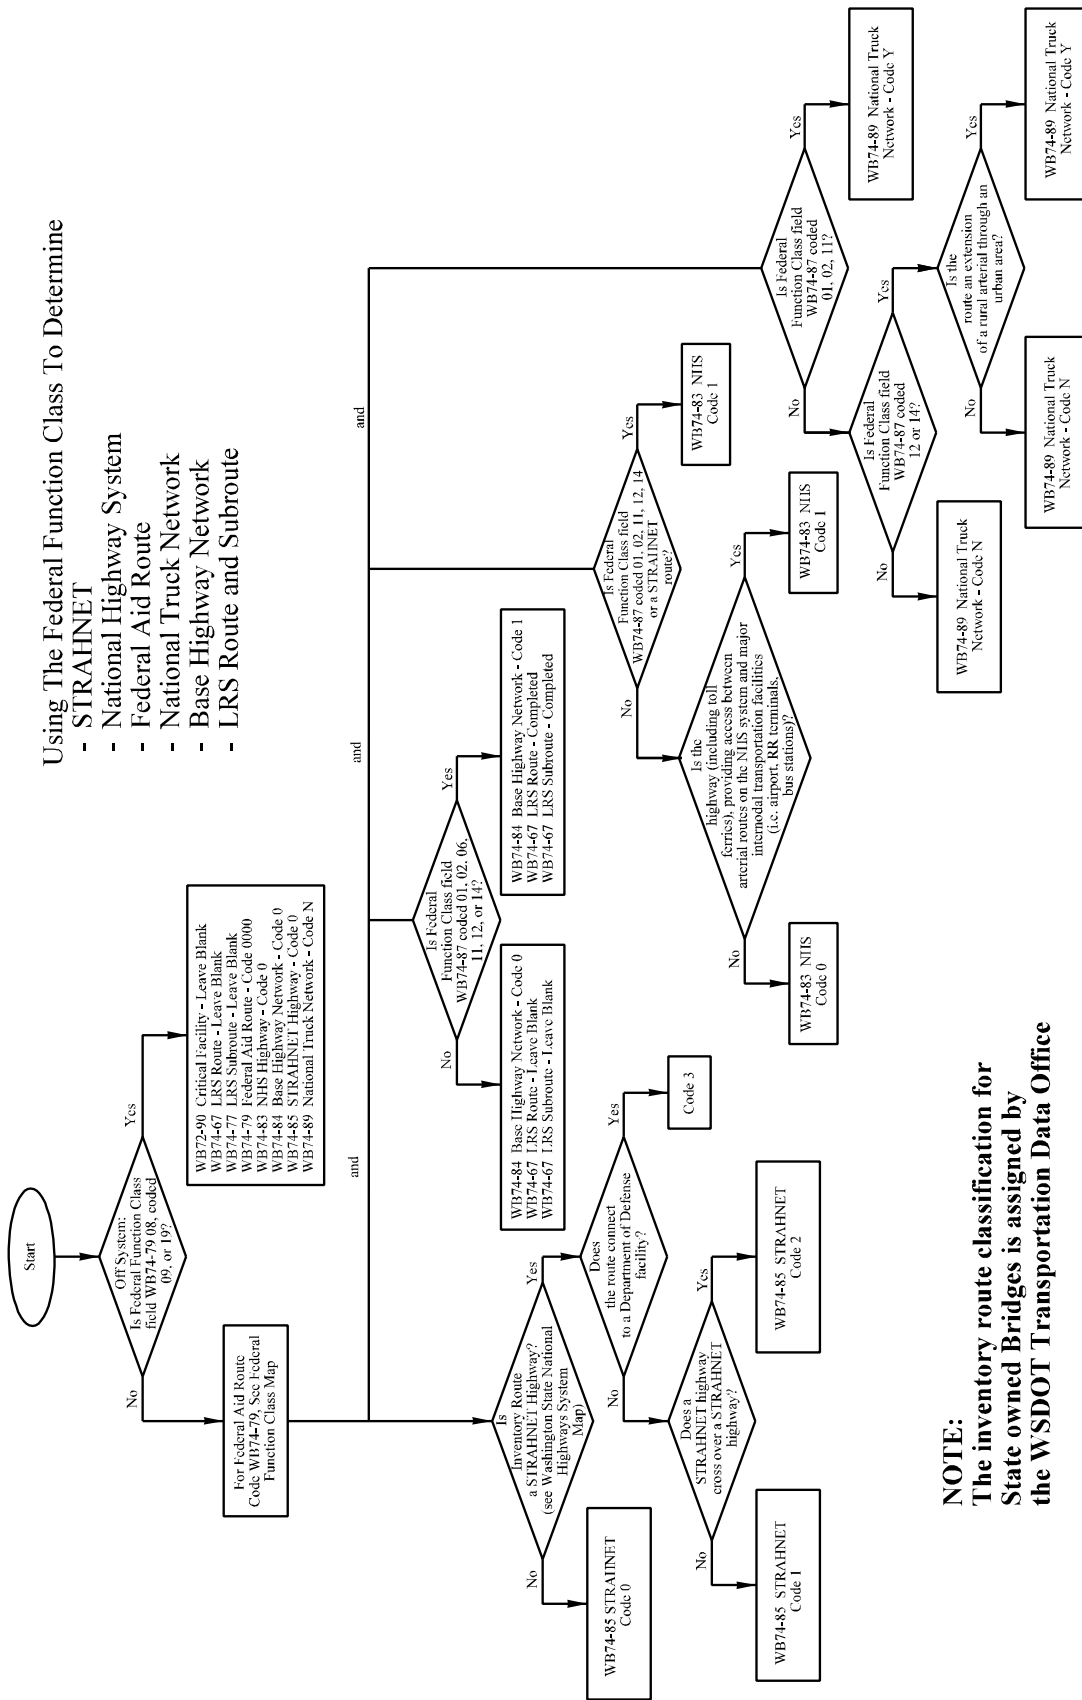 Using The Federal Function Class To Determine
- STRAHNET
- National Highway System
- Federal Aid Route
- National Truck Network
- Base Highway Network
- LRS Route and Subroute
Start
Off System:
Is Federal Function Class
field WB74-79 08, coded
09, or 19?
Yes
No
WB72-90 Critical Facility - Leave Blank
WB74-67 LRS Route - Leave Blank
WB74-77 LRS Subroute - Leave Blank
WB74-79 Federal Aid Route - Code 0000
WB74-83 NHS Highway - Code 0
WB74-84 Base Highway Network - Code 0
WB74-85 STRAHNET Highway - Code 0
WB74-89 National Truck Network - Code N
For Federal Aid Route
Code WB74-79, See Federal
Function Class Map
and
and
and
Is
Inventory Route
a STRAHNET Highway?
(see Washington State National
Highways System
Map)
No
Yes
WB74-85 STRAHNET
Code 0
Does
the route connect
to a Department of Defense
facility?
Yes
No
Code 3
Does a
STRAHNET highway
cross over a STRAHNET
highway?
No
Yes
WB74-85 STRAHNET
Code 1
WB74-85 STRAHNET
Code 2
Is Federal
Function Class field
WB74-87 coded 01, 02, 06,
11, 12, or 14?
No
Yes
WB74-84 Base Highway Network - Code 0
WB74-67 LRS Route - Leave Blank
WB74-67 LRS Subroute - Leave Blank
WB74-84 Base Highway Network - Code 1
WB74-67 LRS Route - Completed
WB74-67 LRS Subroute - Completed
Is Federal
Function Class field
WB74-87 coded 01, 02, 11, 12, 14
or a STRAHNET
route?
No
Yes
WB74-83 NHS
Code 1
Is the
highway (including toll
ferries), providing access between
arterial routes on the NHS system and major
internodal transportation facilities
(i.e. airport, RR terminals,
bus stations)?
No
Yes
WB74-83 NHS
Code 0
WB74-83 NHS
Code 1
Is Federal
Function Class field
WB74-87 coded
01, 02, 11?
No
Yes
WB74-89 National Truck
Network - Code Y
Is Federal
Function Class field
WB74-87 coded
12 or 14?
No
Yes
WB74-89 National Truck
Network - Code N
Is the
route an extension
of a rural arterial through an
urban area?
No
Yes
WB74-89 National Truck
Network - Code N
WB74-89 National Truck
Network - Code Y
NOTE:
The inventory route classification for
State owned Bridges is assigned by
the WSDOT Transportation Data Office